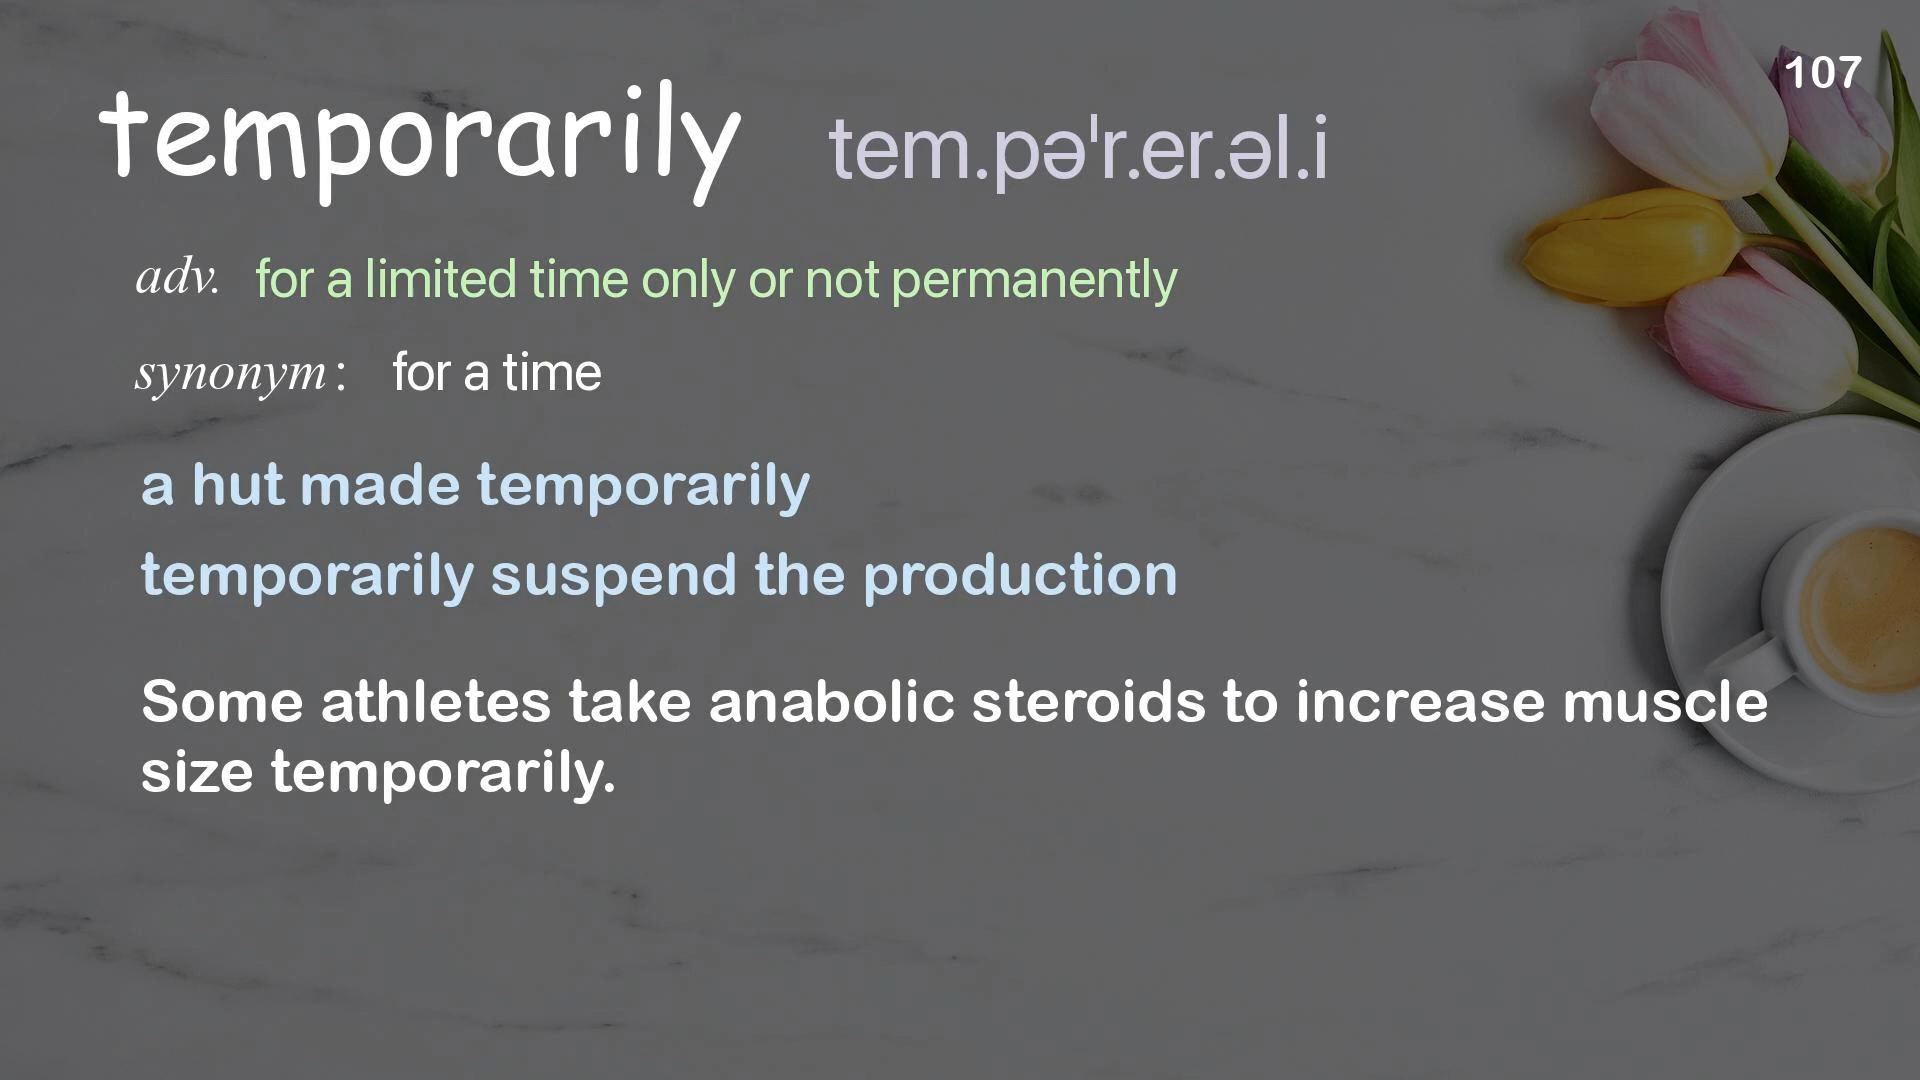 107
temporarily tem.pə'r.er.əl.i
adv. for a limited time only or not permanently
synonym : for a time
a hut made temporarily
temporarily suspend the production
Some athletes take anabolic steroids to increase muscle
size temporarily.